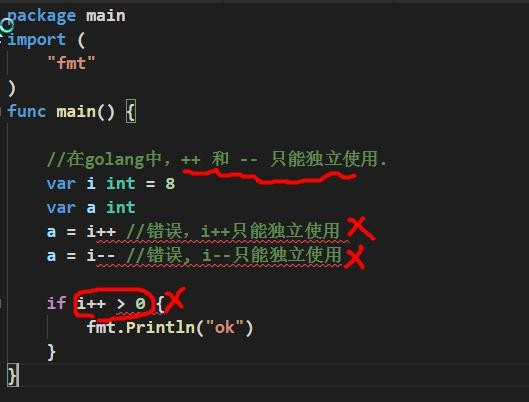 package main
import (
"fmt"
)
func main() {
//在golang中，++ 和 -- 只能独立使用.
var i int = 8
var a int
a = i++ //错误，i++只能独立使用
a = i-- //错误, i--只能独立使用
if i++ > 0 {
fmt.Println("ok")
}
}